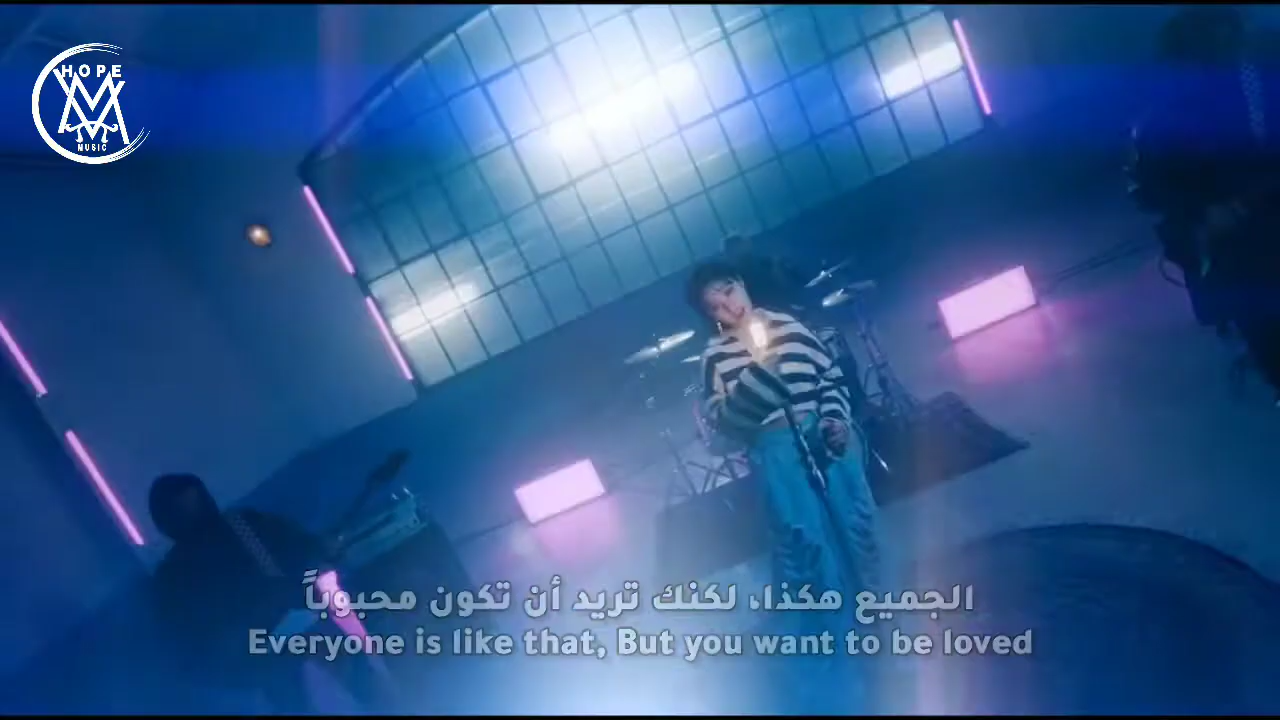 HOPE
MUSIC
الجميع هكذا، لكنك تريد أن تكون محبوباً
Everyone is like that, But you want to be loved